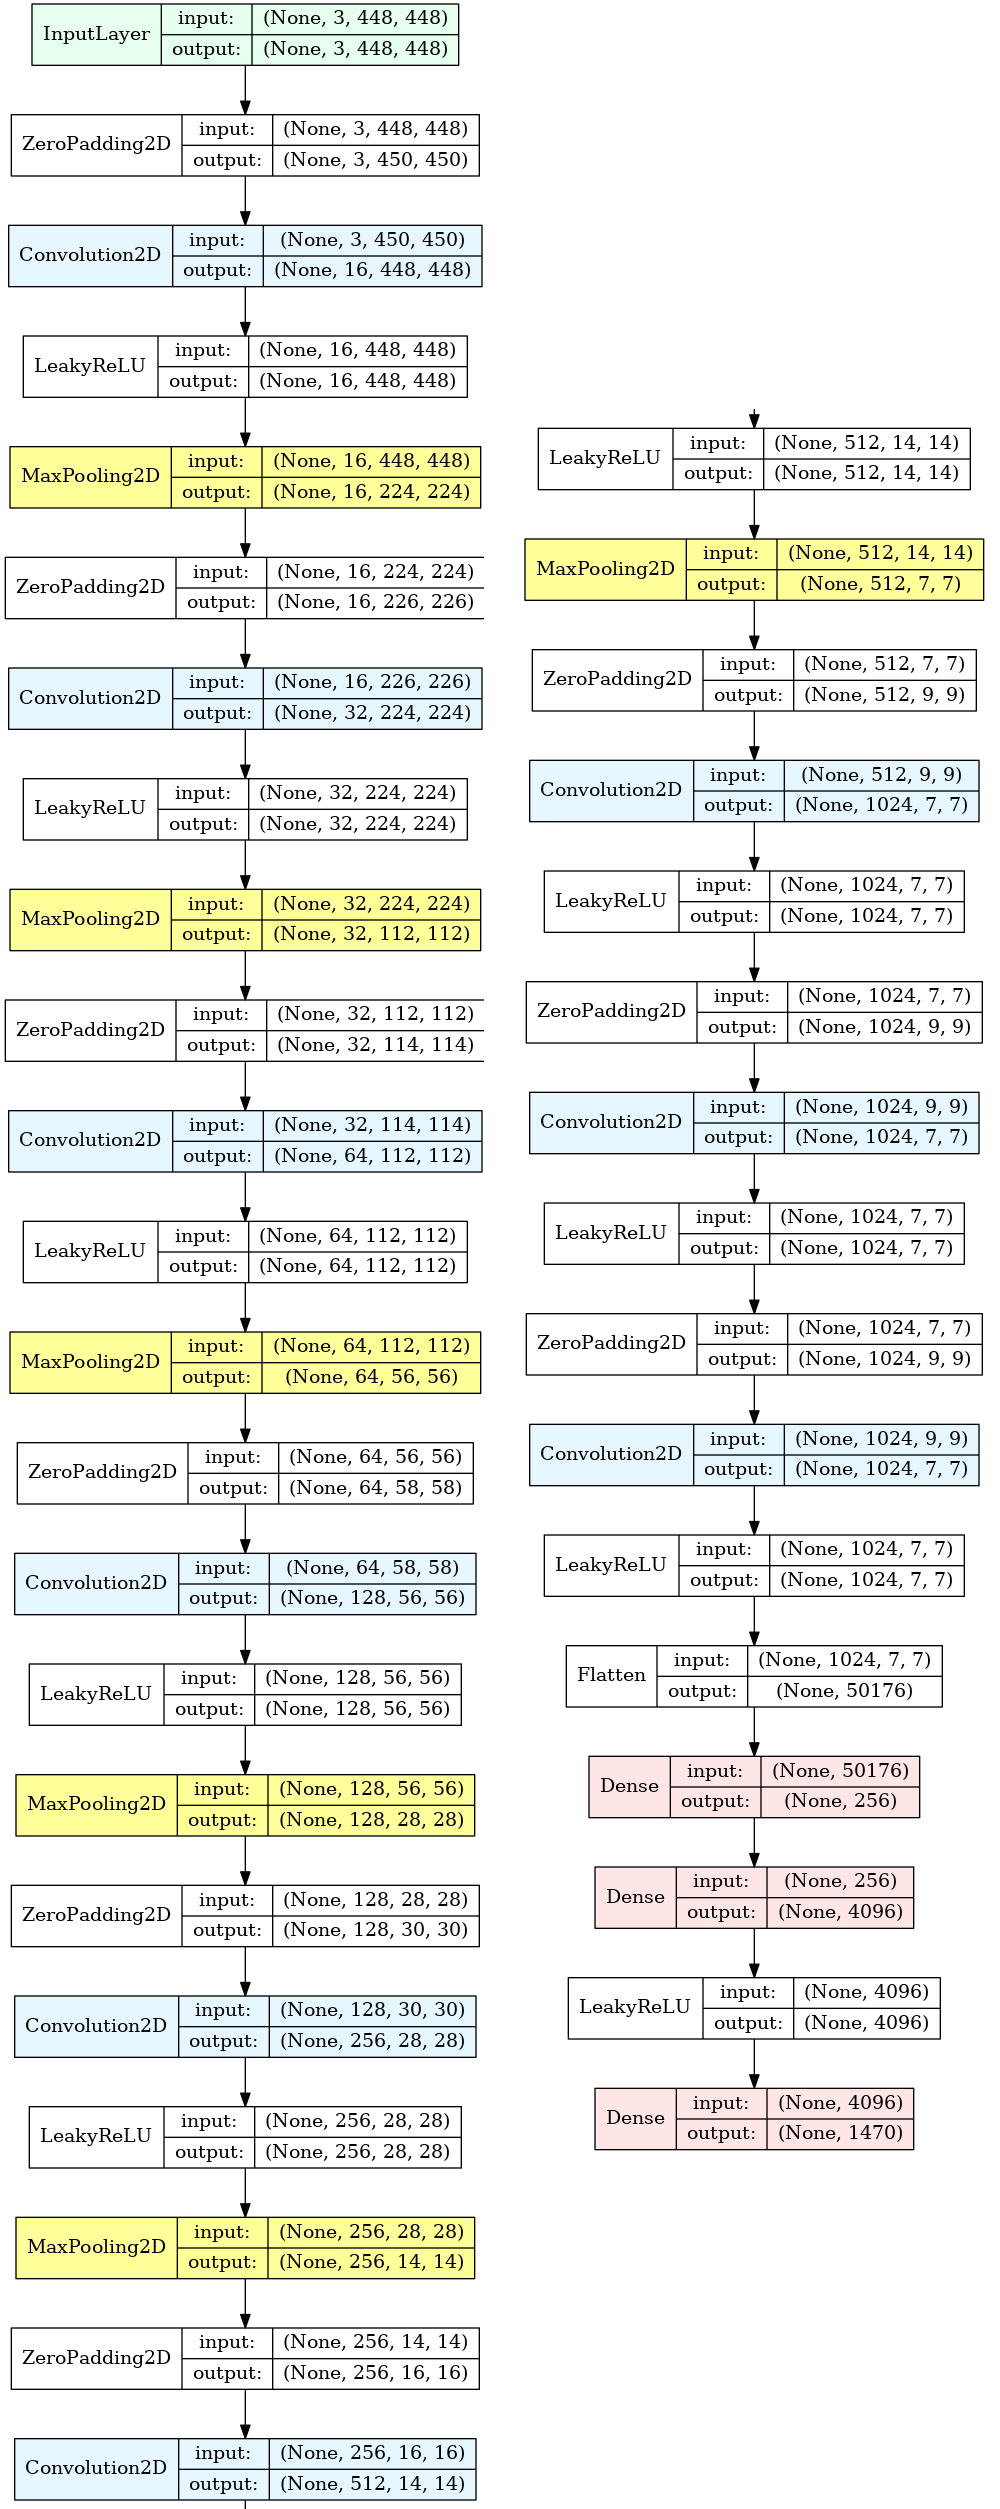 InputLayer
input: (None, 3, 448, 448)
output: (None, 3, 448, 448)
ZeroPadding2D
input: (None, 3, 448, 448)
output: (None, 3, 450, 450)
Convolution2D
input: (None, 3, 450, 450)
output: (None, 16, 448, 448)
LeakyReLU
input: (None, 16, 448, 448)
output: (None, 16, 448, 448)
MaxPooling2D
input: (None, 16, 448, 448)
output: (None, 16, 224, 224)
ZeroPadding2D
input: (None, 16, 224, 224)
output: (None, 16, 226, 226)
Convolution2D
input: (None, 16, 226, 226)
output: (None, 32, 224, 224)
LeakyReLU
input: (None, 32, 224, 224)
output: (None, 32, 224, 224)
MaxPooling2D
input: (None, 32, 224, 224)
output: (None, 32, 112, 112)
ZeroPadding2D
input: (None, 32, 112, 112)
output: (None, 32, 114, 114)
Convolution2D
input: (None, 32, 114, 114)
output: (None, 64, 112, 112)
LeakyReLU
input: (None, 64, 112, 112)
output: (None, 64, 112, 112)
MaxPooling2D
input: (None, 64, 112, 112)
output: (None, 64, 56, 56)
ZeroPadding2D
input: (None, 64, 56, 56)
output: (None, 64, 58, 58)
Convolution2D
input: (None, 64, 58, 58)
output: (None, 128, 56, 56)
LeakyReLU
input: (None, 128, 56, 56)
output: (None, 128, 56, 56)
MaxPooling2D
input: (None, 128, 56, 56)
output: (None, 128, 28, 28)
ZeroPadding2D
input: (None, 128, 28, 28)
output: (None, 128, 30, 30)
Convolution2D
input: (None, 128, 30, 30)
output: (None, 256, 28, 28)
LeakyReLU
input: (None, 256, 28, 28)
output: (None, 256, 28, 28)
MaxPooling2D
input: (None, 256, 28, 28)
output: (None, 256, 14, 14)
ZeroPadding2D
input: (None, 256, 14, 14)
output: (None, 256, 16, 16)
Convolution2D
input: (None, 256, 16, 16)
output: (None, 512, 14, 14)
LeakyReLU
input: (None, 512, 14, 14)
output: (None, 512, 14, 14)
MaxPooling2D
input: (None, 512, 14, 14)
output: (None, 512, 7, 7)
ZeroPadding2D
input: (None, 512, 7, 7)
output: (None, 512, 9, 9)
Convolution2D
input: (None, 512, 9, 9)
output: (None, 1024, 7, 7)
LeakyReLU
input: (None, 1024, 7, 7)
output: (None, 1024, 7, 7)
ZeroPadding2D
input: (None, 1024, 7, 7)
output: (None, 1024, 9, 9)
Convolution2D
input: (None, 1024, 9, 9)
output: (None, 1024, 7, 7)
LeakyReLU
input: (None, 1024, 7, 7)
output: (None, 1024, 7, 7)
ZeroPadding2D
input: (None, 1024, 7, 7)
output: (None, 1024, 9, 9)
Convolution2D
input: (None, 1024, 9, 9)
output: (None, 1024, 7, 7)
LeakyReLU
input: (None, 1024, 7, 7)
output: (None, 1024, 7, 7)
Flatten
input: (None, 1024, 7, 7)
output: (None, 50176)
Dense
input: (None, 50176)
output: (None, 256)
Dense
input: (None, 256)
output: (None, 4096)
LeakyReLU
input: (None, 4096)
output: (None, 4096)
Dense
input: (None, 4096)
output: (None, 1470)